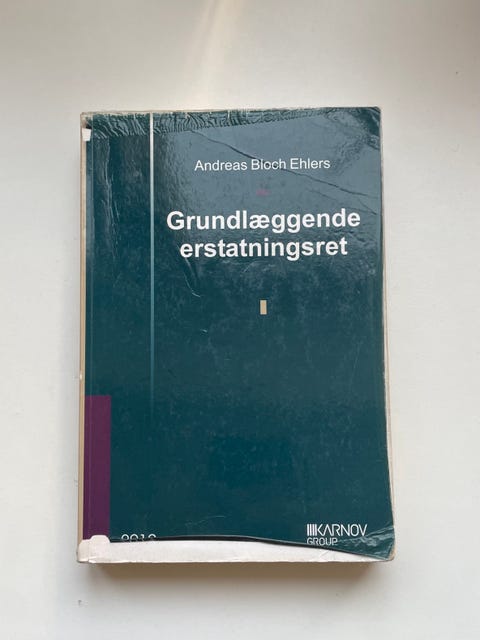 Andreas Bloch Ehlers
Grundlæggende
erstatningsret
KARNOV
GROUP